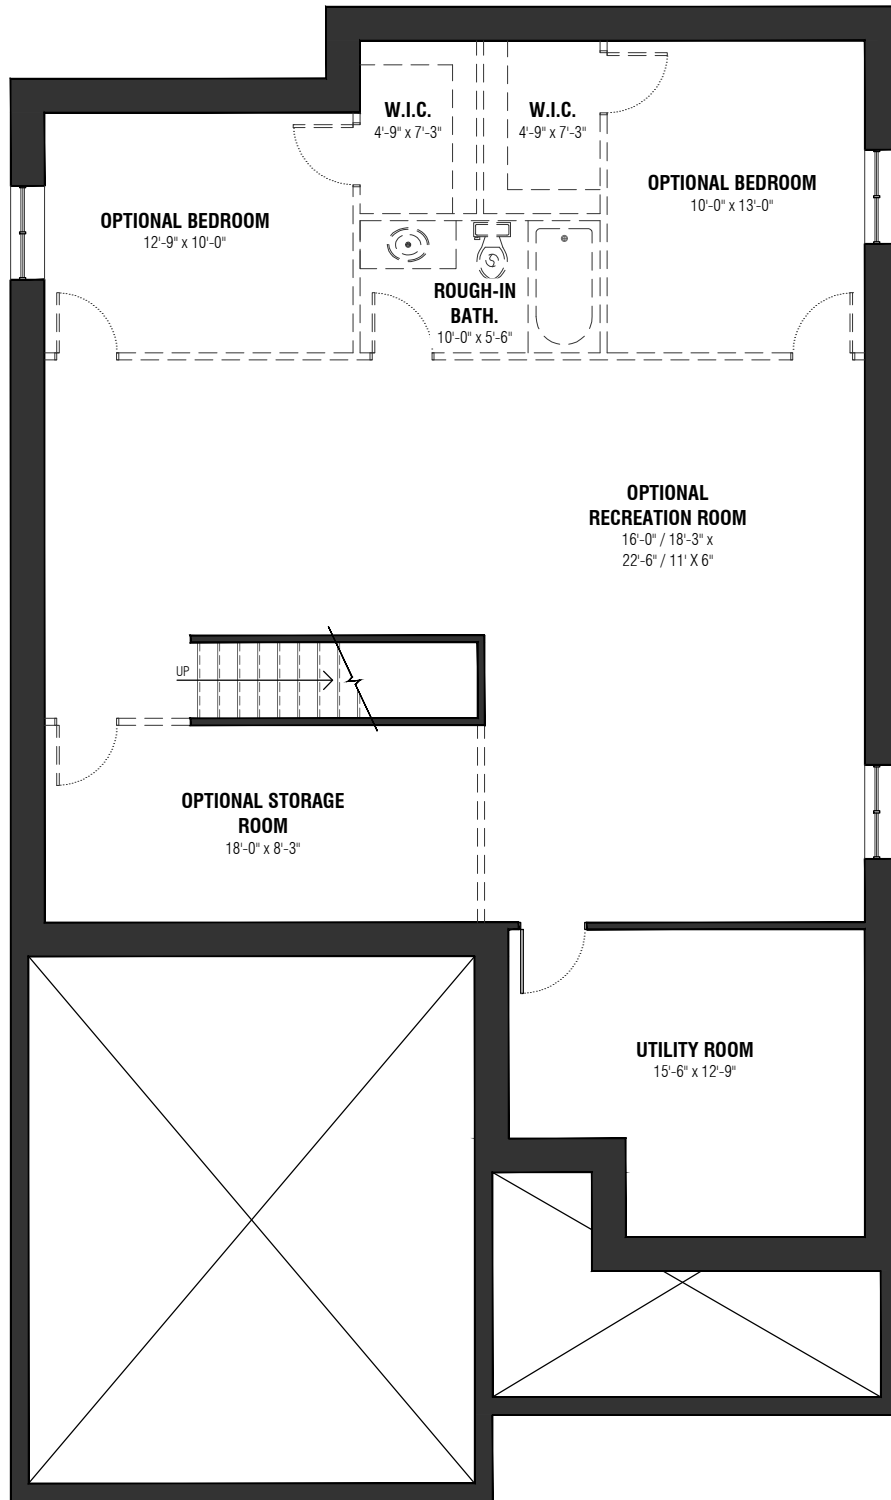 W.I.C.
4'-9" x 7'-3"
W.I.C.
4'-9" x 7'-3"
OPTIONAL BEDROOM
10'-0" x 13'-0"
OPTIONAL BEDROOM
12'-9" x 10'-0"
ROUGH-IN
BATH.
10'-0" x 5'-6"
OPTIONAL
RECREATION ROOM
16'-0" / 18'-3" x
22'-6" / 11' X 6"
UP
OPTIONAL STORAGE
ROOM
18'-0" x 8'-3"
UTILITY ROOM
15'-6" x 12'-9"